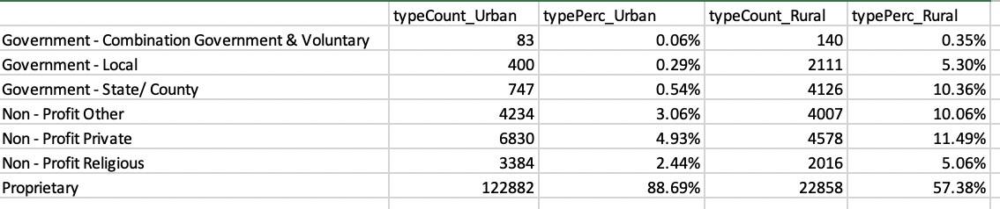 typeCount_Urban typePerc_Urban typeCount_Rural typePerc_Rural
Government - Combination Government & Voluntary 83 0.06% 140 0.35%
Government - Local 400 0.29% 2111 5.30%
Government - State/ County 747 0.54% 4126 10.36%
Non - Profit Other 4234 3.06% 4007 10.06%
Non - Profit Private 6830 4.93% 4578 11.49%
Non - Profit Religious 3384 2.44% 2016 5.06%
Proprietary 122882 88.69% 22858 57.38%